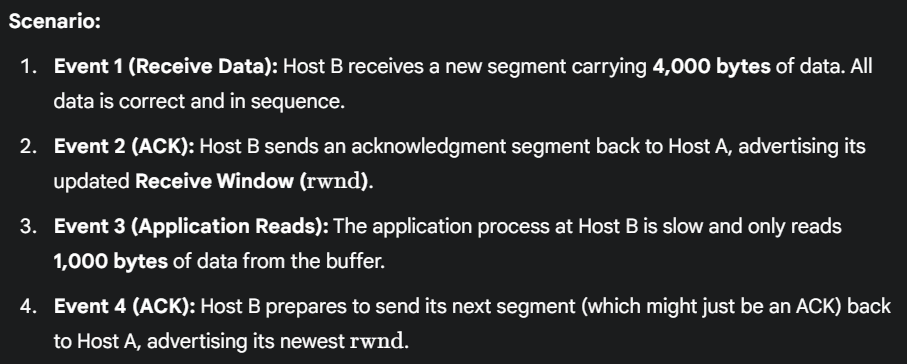 Scenario:
1. Event 1 (Receive Data): Host B receives a new segment carrying 4,000 bytes of data. All
data is correct and in sequence.
2. Event 2 (ACK): Host B sends an acknowledgment segment back to Host A, advertising its
updated Receive Window (rwnd).
3. Event 3 (Application Reads): The application process at Host B is slow and only reads
1,000 bytes of data from the buffer.
4. Event 4 (ACK): Host B prepares to send its next segment (which might just be an ACK) back
to Host A, advertising its newest rwnd.